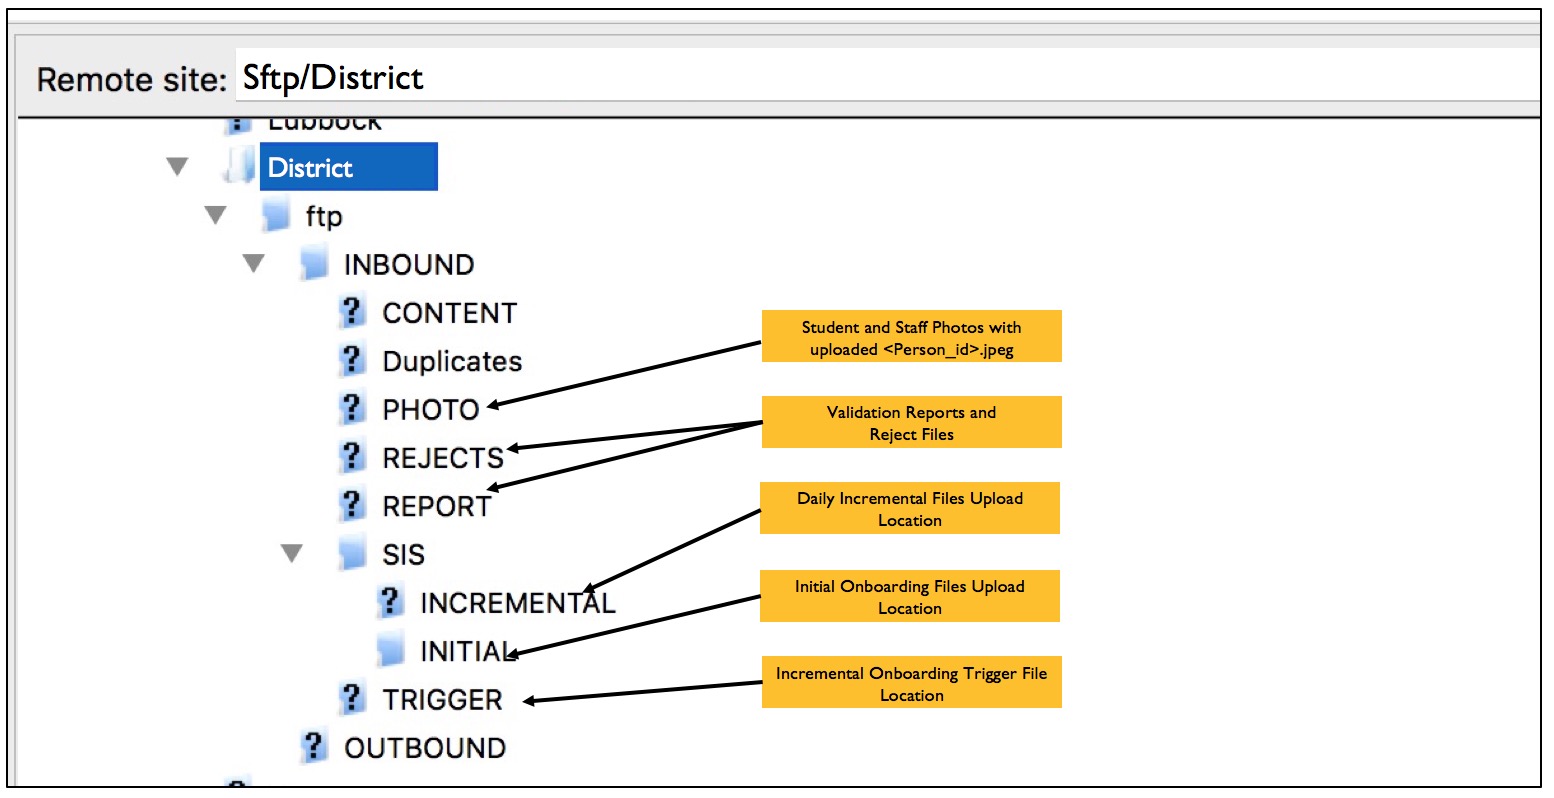 Remote site: Sftp/District
Lubbock
District
ftp
INBOUND
CONTENT
Duplicates
PHOTO
REJECTS
REPORT
SIS
INCREMENTAL
INITIAL
TRIGGER
OUTBOUND
Student and Staff Photos with
uploaded <Person_id>.jpeg
Validation Reports and
Reject Files
Daily Incremental Files Upload
Location
Initial Onboarding Files Upload
Location
Incremental Onboarding Trigger File
Location